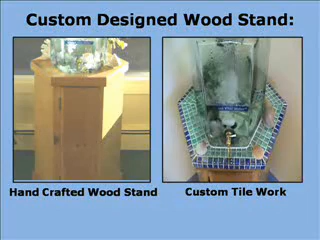 Custom Designed Wood Stand:
Hand Crafted Wood Stand
Custom Tile Work